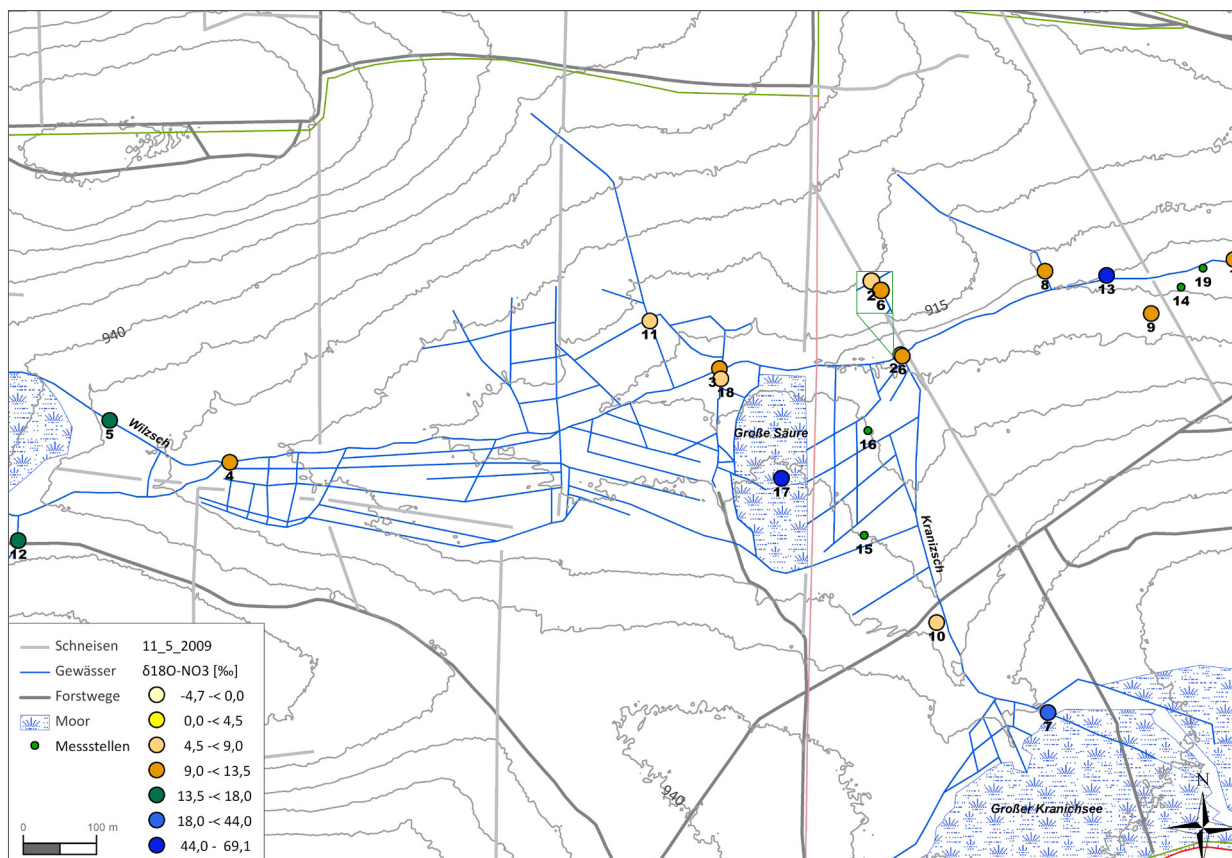 8
19
2
6
13
14
915
9
940
11
26
3
18
5
Wilzsch
Große Säure
16
4
17
Kranizsch
15
12
10
7
Großer Kranichsee
940
N
Schneisen 11_5_2009
Gewässer δ18O-NO3 [‰]
Forstwege -4,7 -< 0,0
Moor 0,0 -< 4,5
Messstellen 4,5 -< 9,0
9,0 -< 13,5
13,5 -< 18,0
18,0 -< 44,0
44,0 - 69,1
0 100 m